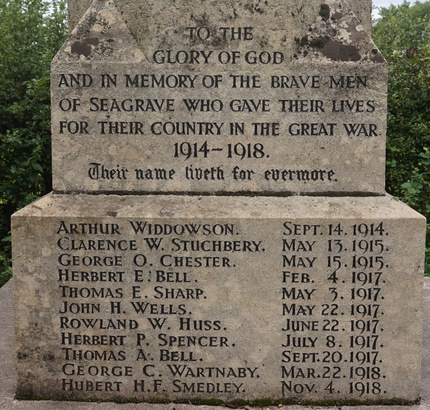 TO THE
GLORY OF GOD
AND IN MEMORY OF THE BRAVE MEN
OF SEAGRAVE WHO GAVE THEIR LIVES
FOR THEIR COUNTRY IN THE GREAT WAR.
1914-1918.
Their name liveth for evermore.
ARTHUR WIDDOWSON. SEPT. 14. 1914.
CLARENCE W. STUCHBERY. MAY 13. 1915.
GEORGE O. CHESTER. MAY 15. 1915.
HERBERT E. BELL. FEB. 4. 1917.
THOMAS E. SHARP. MAY 3. 1917.
JOHN H. WELLS. MAY 22. 1917.
ROWLAND W. HUSS. JUNE 22. 1917.
HERBERT P. SPENCER. JULY 8. 1917.
THOMAS A. BELL. SEPT. 20. 1917.
GEORGE C. WARTNABY. MAR. 22. 1918.
HUBERT H.F. SMEDLEY. NOV. 4. 1918.